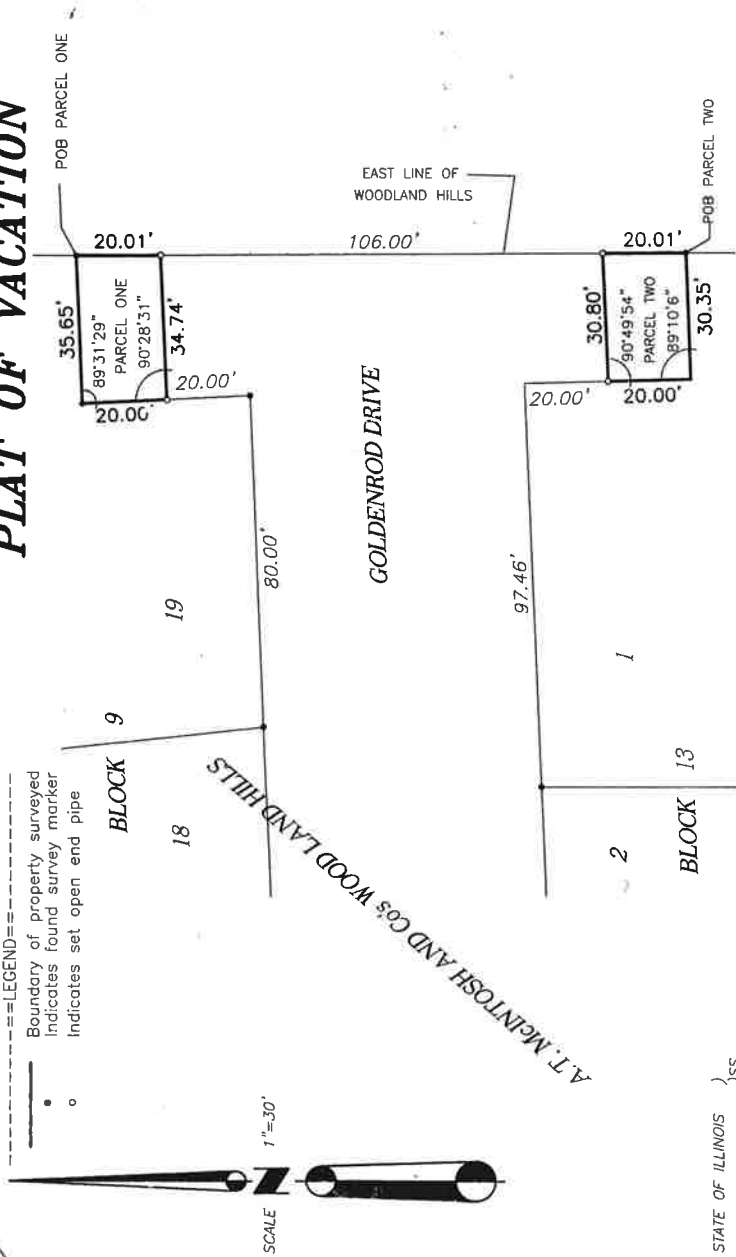 PLAT OF VACATION
---------==LEGEND==---------
Boundary of property surveyed
Indicates found survey marker
Indicates set open end pipe
SCALE 1"=30'
POB PARCEL ONE
35.65'
20.01'
89°31'29"
PARCEL ONE
90°28'31"
20.00'
34.74'
20.00'
EAST LINE OF
WOODLAND HILLS
106.00'
BLOCK 9
18
19
80.00'
GOLDENROD DRIVE
A.T. McINTOSH AND Co's WOOD LAND HILLS
97.46'
20.00'
30.80'
20.01'
90°49'54"
PARCEL TWO
89°10'6"
20.00'
30.35'
POB PARCEL TWO
2
1
BLOCK 13
STATE OF ILLINOIS )
)SS